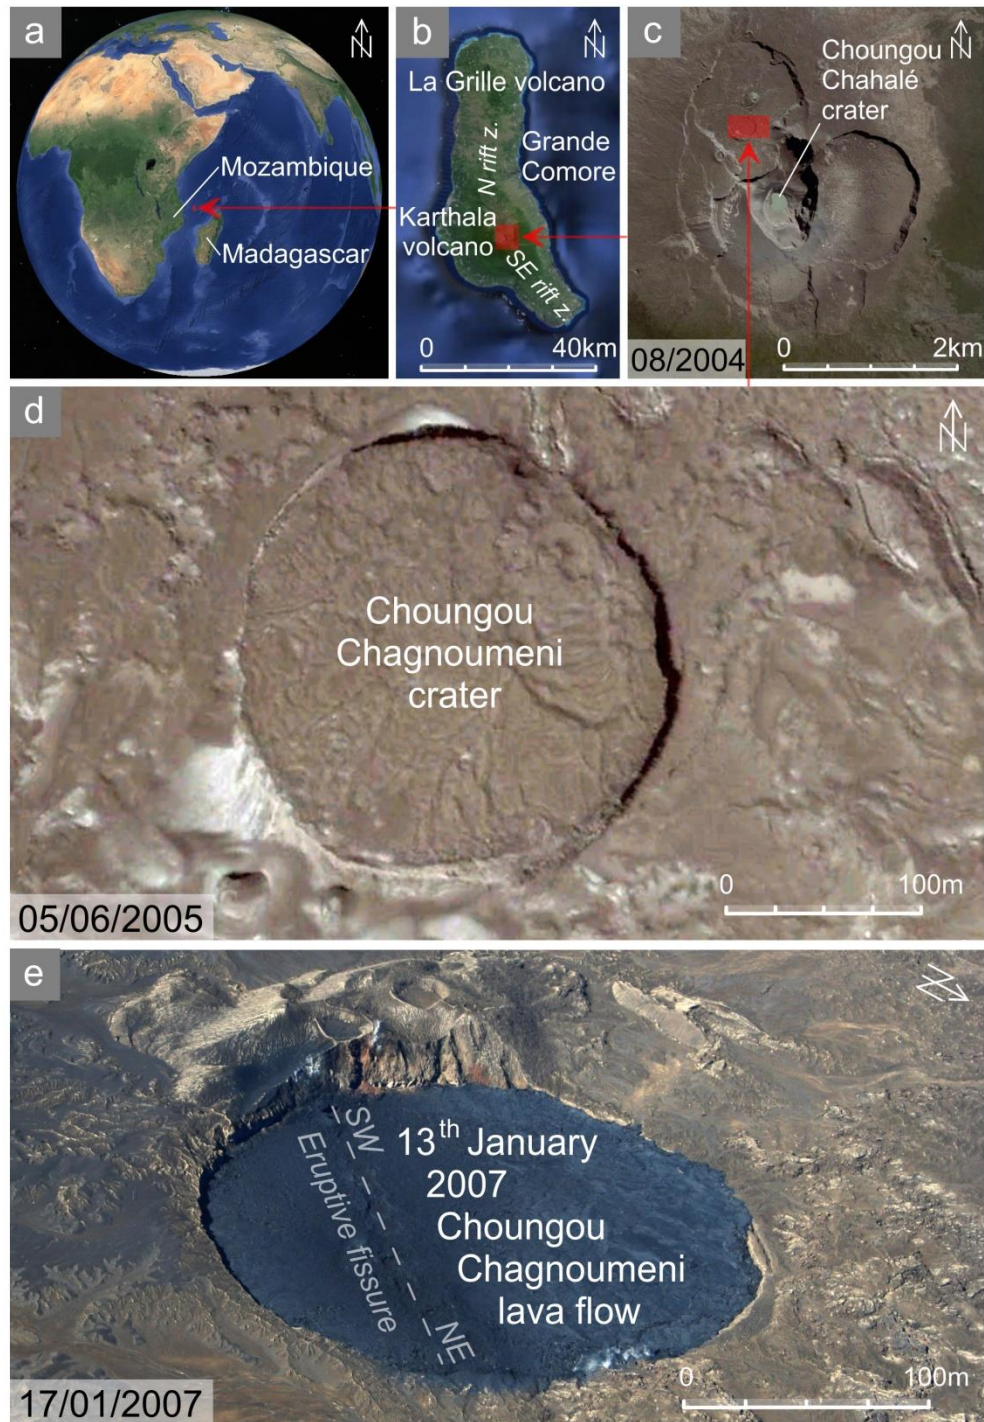 a
N
Mozambique
Madagascar
b
N
La Grille volcano
N rift z.
Grande
Comore
Karthala
volcano
SE rift z.
0 40km
c
N
Choungou
Chahalé
crater
08/2004
0 2km
d
N
Choungou
Chagnoumeni
crater
0 100m
05/06/2005
e
N
SW
Eruptive fissure
NE
13th January
2007
Choungou
Chagnoumeni
lava flow
0 100m
17/01/2007